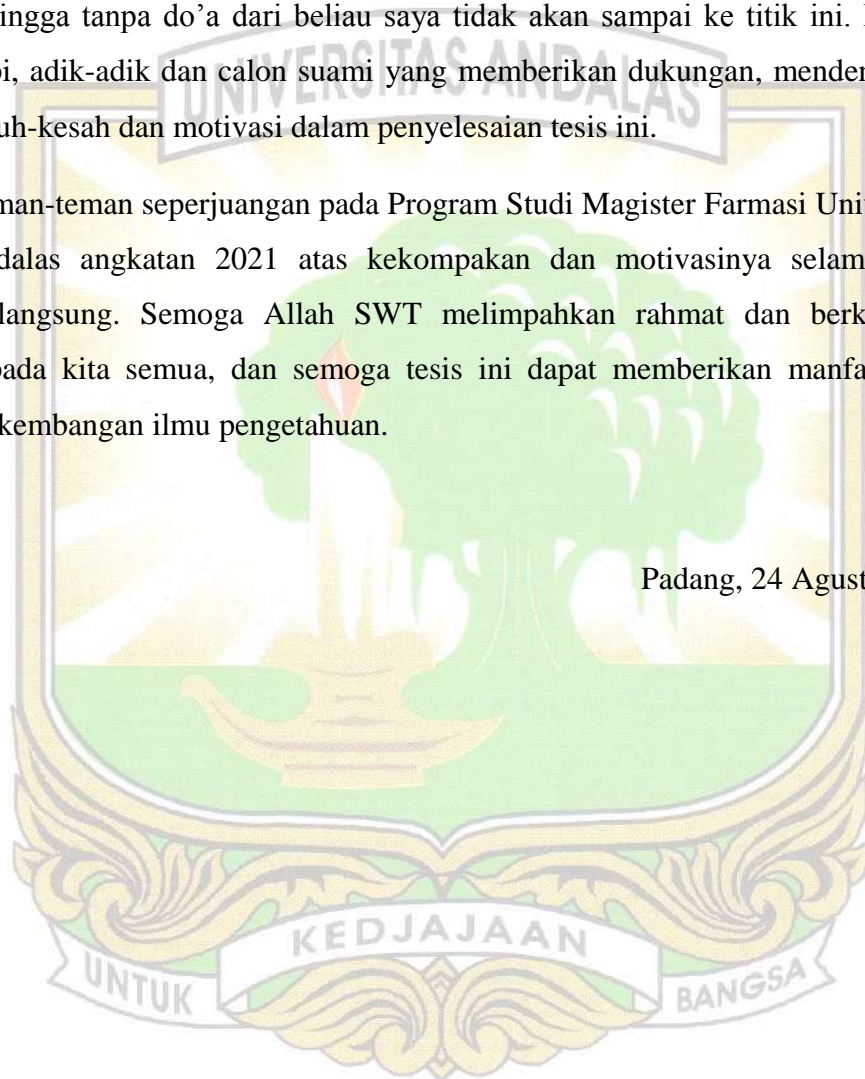 ingga tanpa do’a dari beliau saya tidak akan sampai ke titik ini.
pi, adik-adik dan calon suami yang memberikan dukungan, menden
UNIVERSITAS ANDALAS
uh-kesah dan motivasi dalam penyelesaian tesis ini.
man-teman seperjuangan pada Program Studi Magister Farmasi Uni
dalas angkatan 2021 atas kekompakan dan motivasinya selam
langsung. Semoga Allah SWT melimpahkan rahmat dan berk
pada kita semua, dan semoga tesis ini dapat memberikan manfa
kembangan ilmu pengetahuan.
Padang, 24 Agust
UNTUK KEDJAJAAN BANGSA